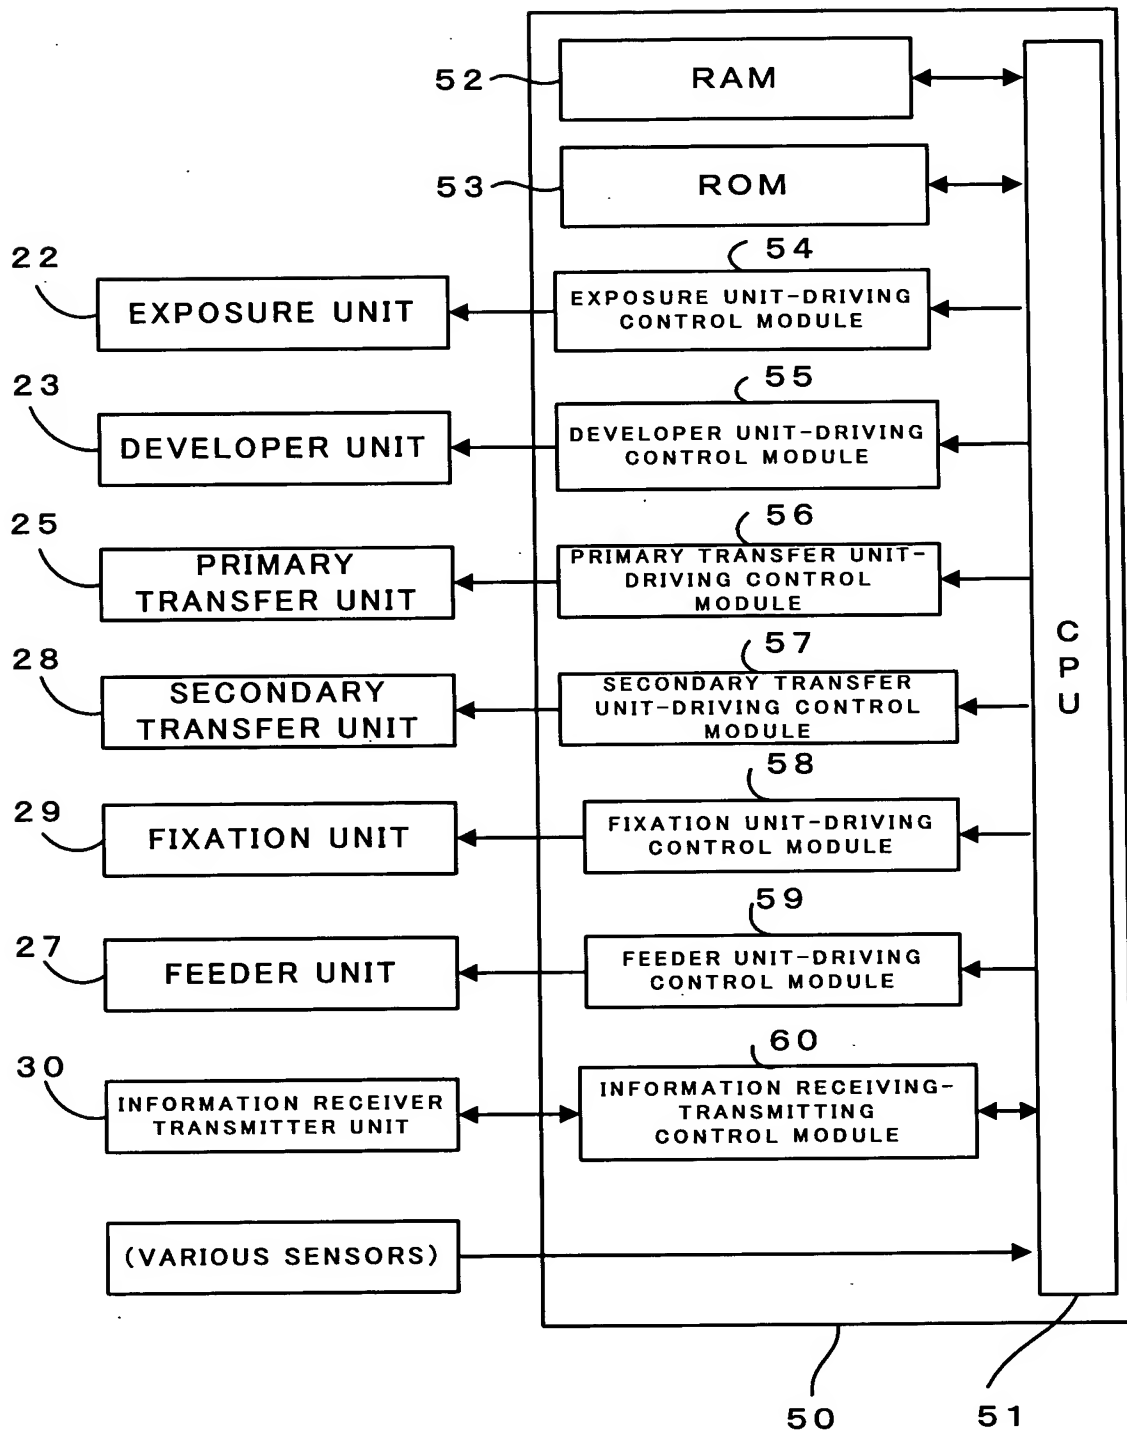 52
RAM
53
ROM
22
EXPOSURE UNIT
54
EXPOSURE UNIT-DRIVING
CONTROL MODULE
23
DEVELOPER UNIT
55
DEVELOPER UNIT-DRIVING
CONTROL MODULE
25
PRIMARY
TRANSFER UNIT
56
PRIMARY TRANSFER UNIT-
DRIVING CONTROL
MODULE
28
SECONDARY
TRANSFER UNIT
57
SECONDARY TRANSFER
UNIT-DRIVING CONTROL
MODULE
CPU
29
FIXATION UNIT
58
FIXATION UNIT-DRIVING
CONTROL MODULE
27
FEEDER UNIT
59
FEEDER UNIT-DRIVING
CONTROL MODULE
30
INFORMATION RECEIVER
TRANSMITTER UNIT
60
INFORMATION RECEIVING-
TRANSMITTING
CONTROL MODULE
(VARIOUS SENSORS)
50
51